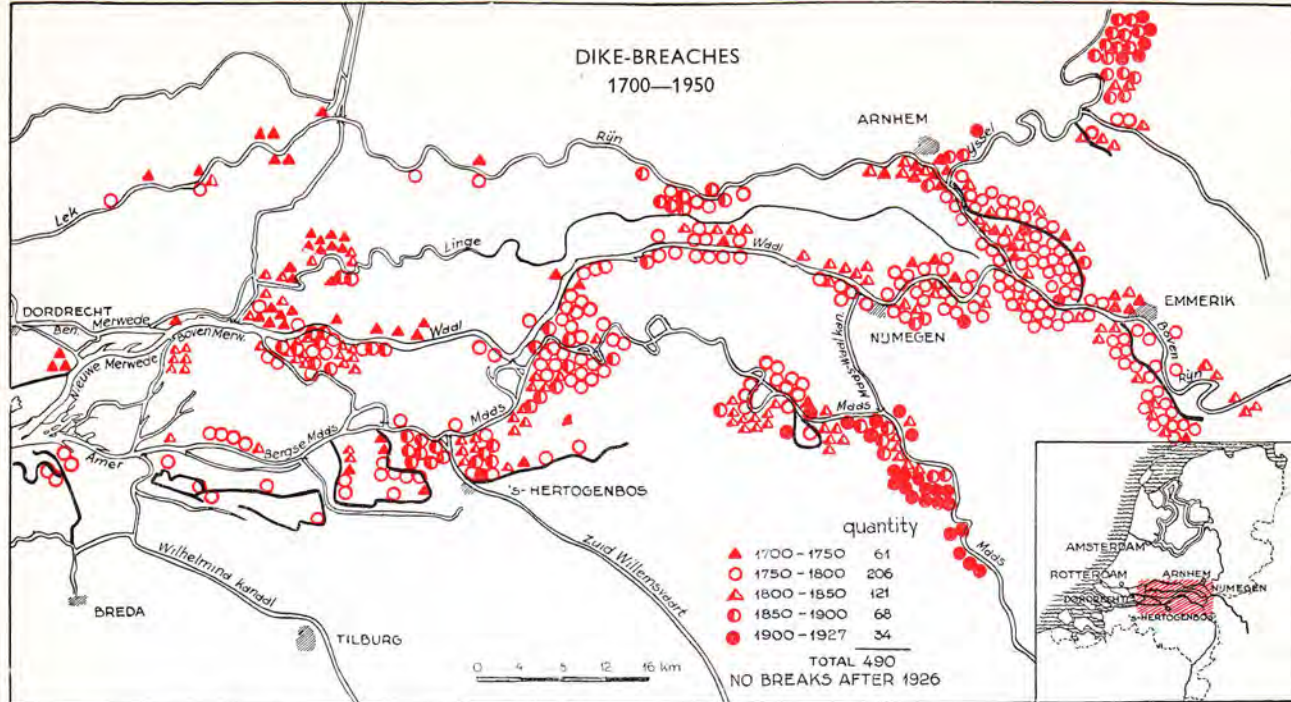 DIKE-BREACHES
1700—1950
ARNHEM
Yssel
Rijn
Lek
Linge
Waal
DORDRECHT
Ben. Merwede
Boven Merw.
Nieuwe Merwede
Waal
NIJMEGEN
EMMERIK
Boven Rijn
Maas-Waalkan.
Maas
Maas
Bergse Maas
Amer
's-HERTOGENBOS
Zuid Willemsvaart
Maas
Wilhelmina Kanaal
BREDA
TILBURG
0 4 8 12 16 km
quantity
1700-1750 61
1750-1800 206
1800-1850 121
1850-1900 68
1900-1927 34
TOTAL 490
NO BREAKS AFTER 1926
AMSTERDAM
ROTTERDAM
ARNHEM
NIJMEGEN
DORDRECHT
's-HERTOGENBOS